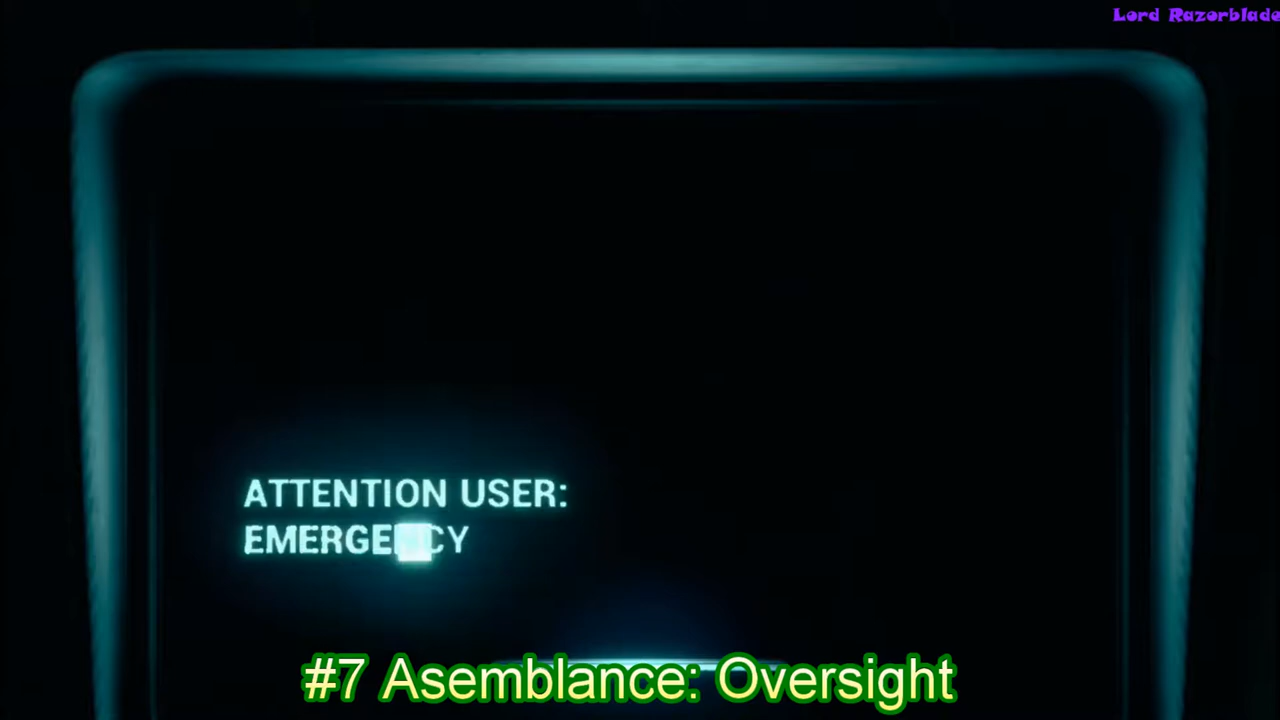 Lord Razorblade
ATTENTION USER:
EMERGENCY
#7 Asemblance: Oversight